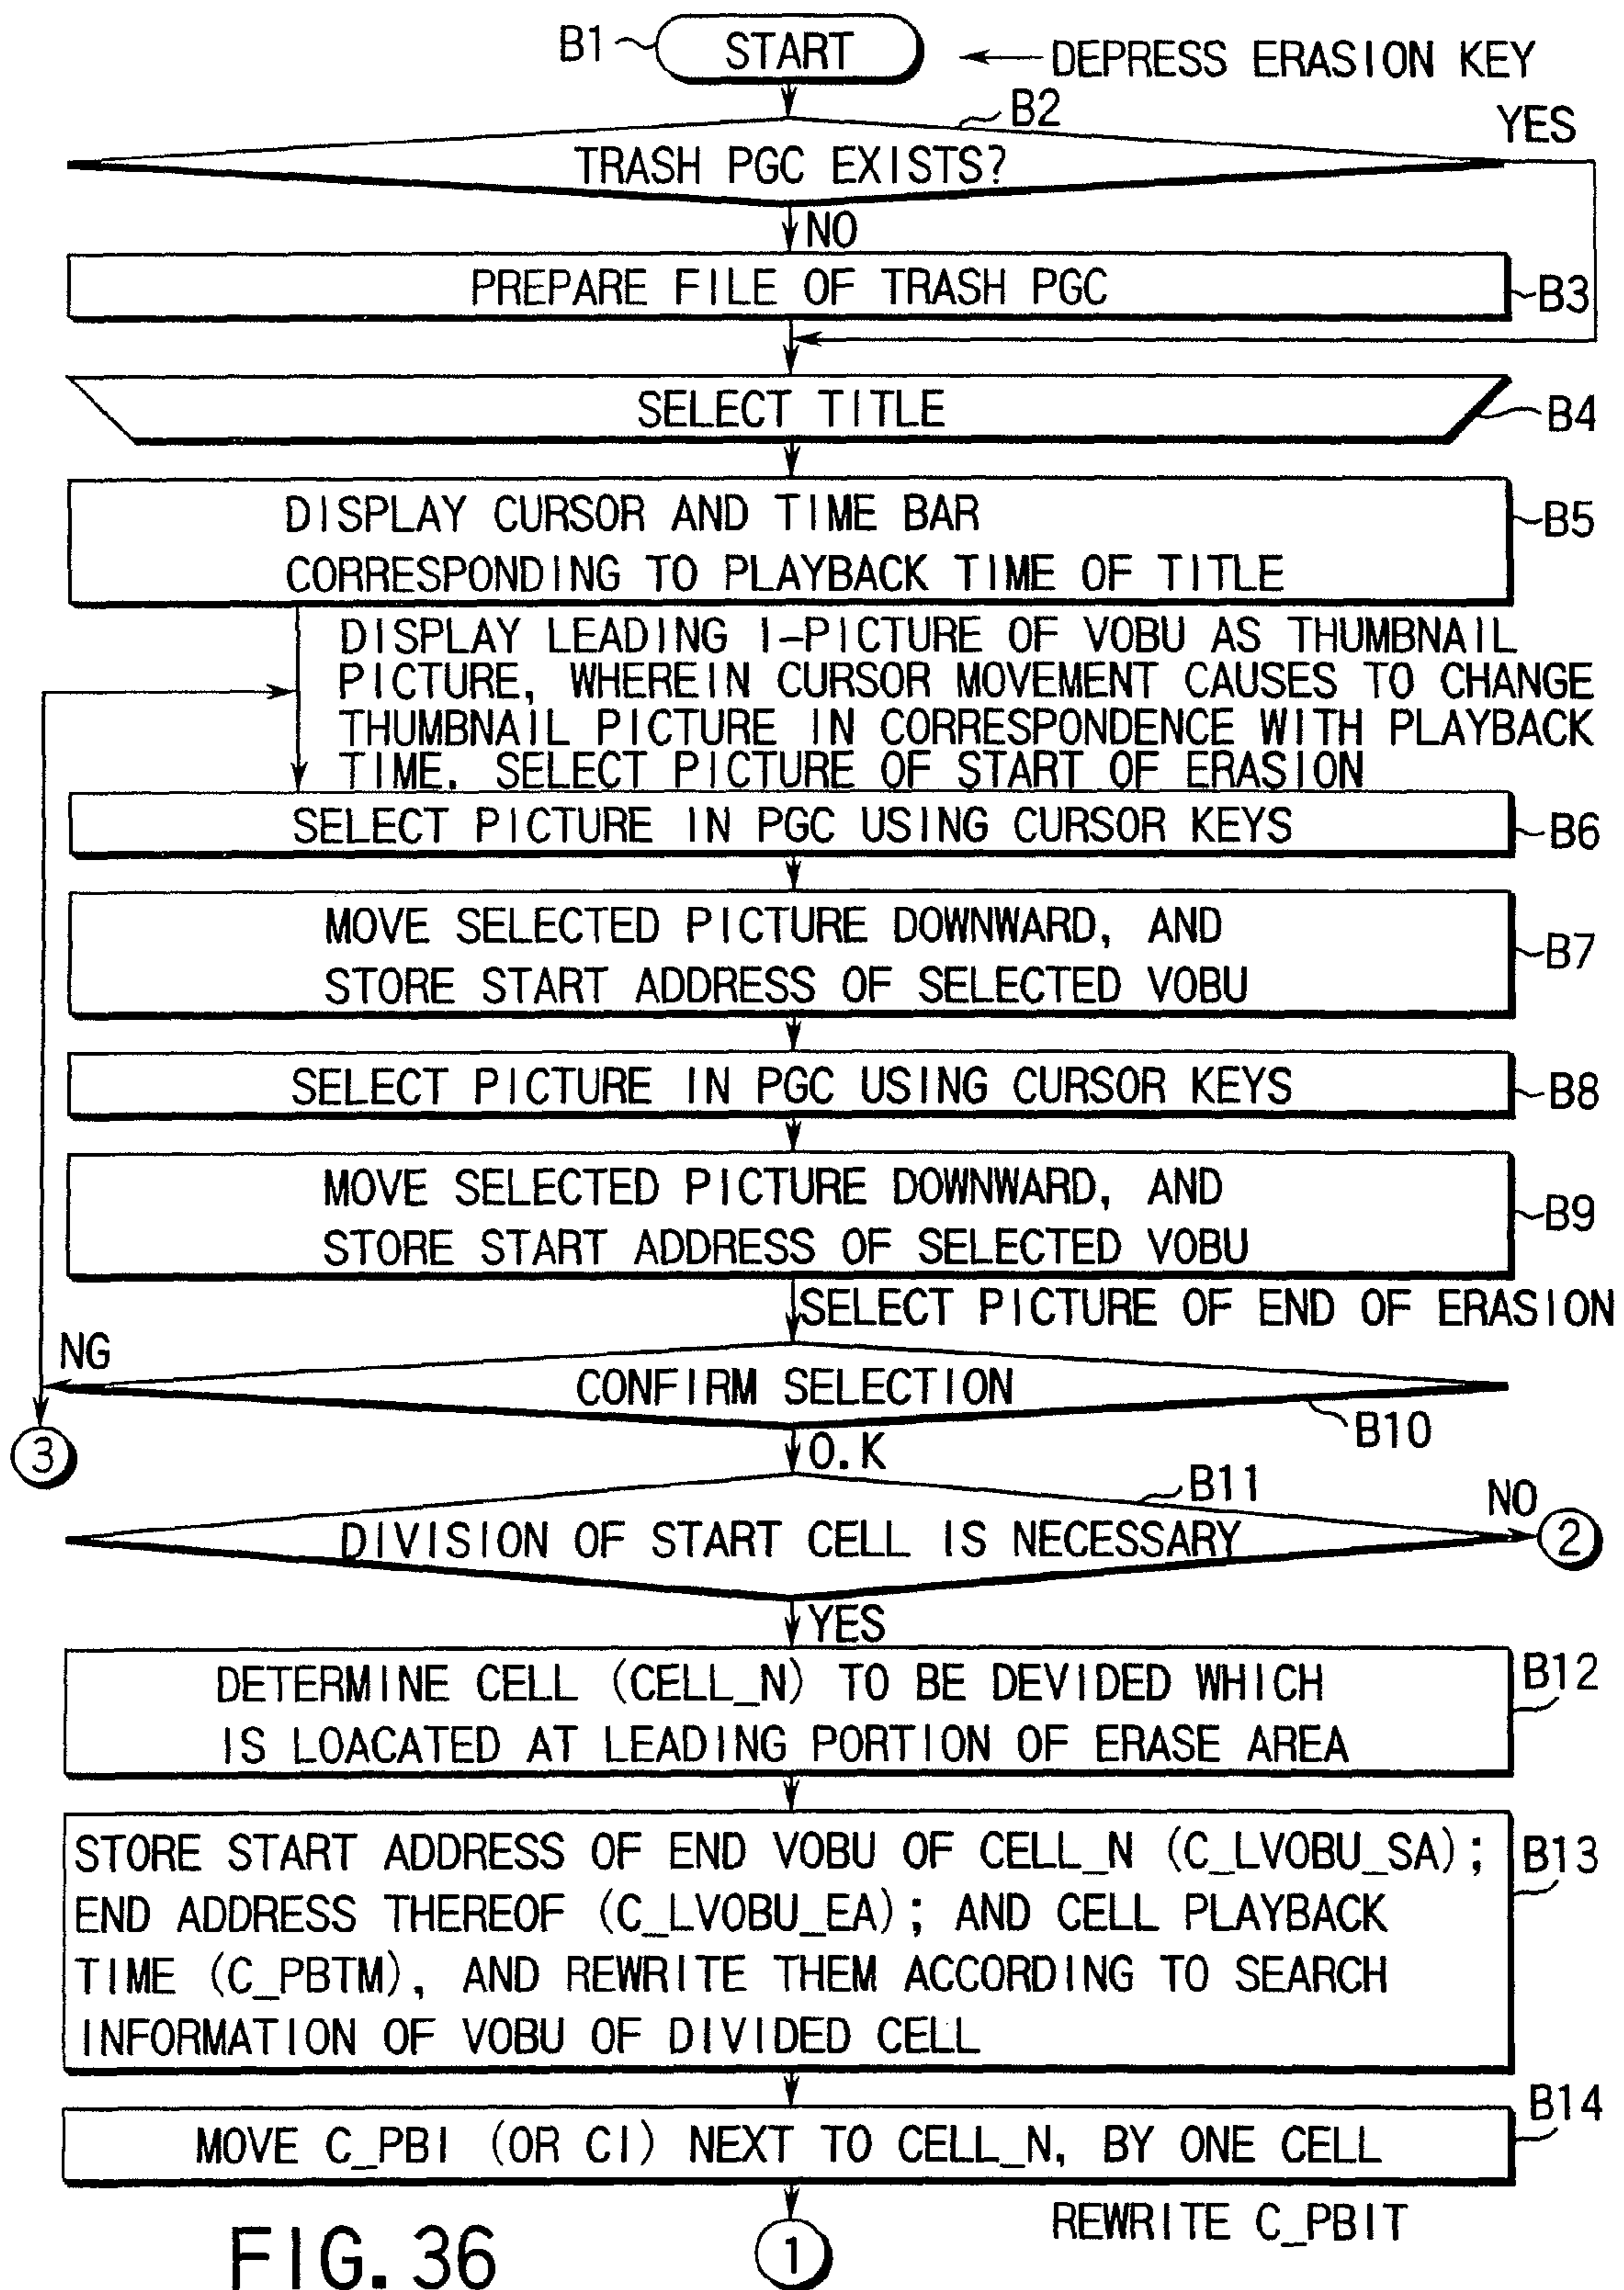 B1
START
DEPRESS ERASION KEY
B2
YES
TRASH PGC EXISTS?
NO
PREPARE FILE OF TRASH PGC
B3
SELECT TITLE
B4
DISPLAY CURSOR AND TIME BAR
CORRESPONDING TO PLAYBACK TIME OF TITLE
B5
DISPLAY LEADING I-PICTURE OF VOBU AS THUMBNAIL
PICTURE, WHEREIN CURSOR MOVEMENT CAUSES TO CHANGE
THUMBNAIL PICTURE IN CORRESPONDENCE WITH PLAYBACK
TIME. SELECT PICTURE OF START OF ERASION
SELECT PICTURE IN PGC USING CURSOR KEYS
B6
MOVE SELECTED PICTURE DOWNWARD, AND
STORE START ADDRESS OF SELECTED VOBU
B7
SELECT PICTURE IN PGC USING CURSOR KEYS
B8
MOVE SELECTED PICTURE DOWNWARD, AND
STORE START ADDRESS OF SELECTED VOBU
B9
SELECT PICTURE OF END OF ERASION
NG
CONFIRM SELECTION
B10
3
O.K
B11
NO
DIVISION OF START CELL IS NECESSARY
2
YES
DETERMINE CELL (CELL_N) TO BE DEVIDED WHICH
IS LOACATED AT LEADING PORTION OF ERASE AREA
B12
STORE START ADDRESS OF END VOBU OF CELL_N (C_LVOBU_SA);
END ADDRESS THEREOF (C_LVOBU_EA); AND CELL PLAYBACK
TIME (C_PBTM), AND REWRITE THEM ACCORDING TO SEARCH
INFORMATION OF VOBU OF DIVIDED CELL
B13
B14
MOVE C_PBI (OR CI) NEXT TO CELL_N, BY ONE CELL
REWRITE C_PBIT
1
FIG. 36